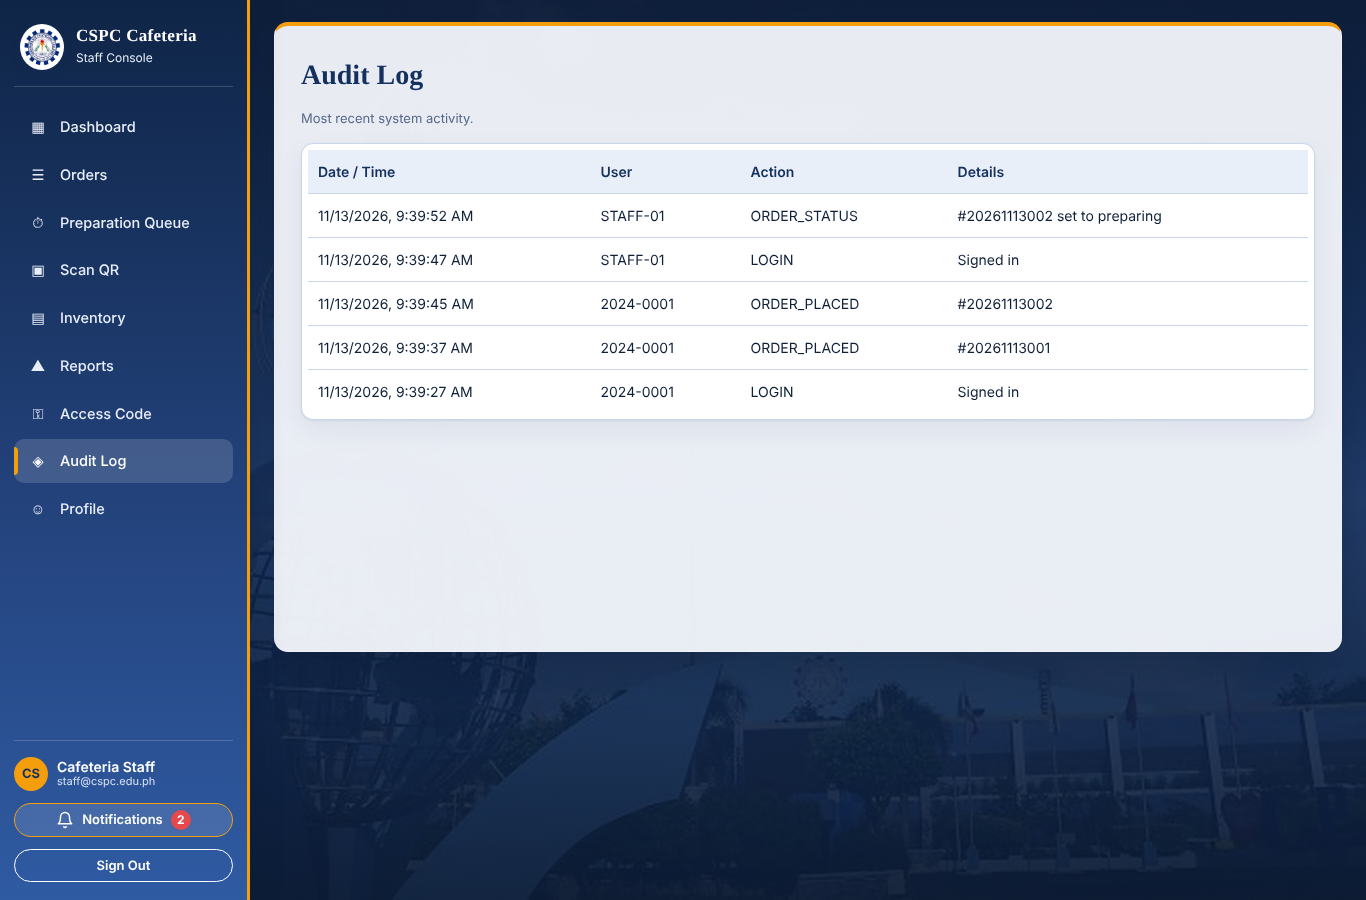 CSPC Cafeteria
Staff Console
Dashboard
Orders
Preparation Queue
Scan QR
Inventory
Reports
Access Code
Audit Log
Profile
CS
Cafeteria Staff
staff@cspc.edu.ph
Notifications 2
Sign Out
Audit Log
Most recent system activity.
Date / Time User Action Details
11/13/2026, 9:39:52 AM STAFF-01 ORDER_STATUS #20261113002 set to preparing
11/13/2026, 9:39:47 AM STAFF-01 LOGIN Signed in
11/13/2026, 9:39:45 AM 2024-0001 ORDER_PLACED #20261113002
11/13/2026, 9:39:37 AM 2024-0001 ORDER_PLACED #20261113001
11/13/2026, 9:39:27 AM 2024-0001 LOGIN Signed in